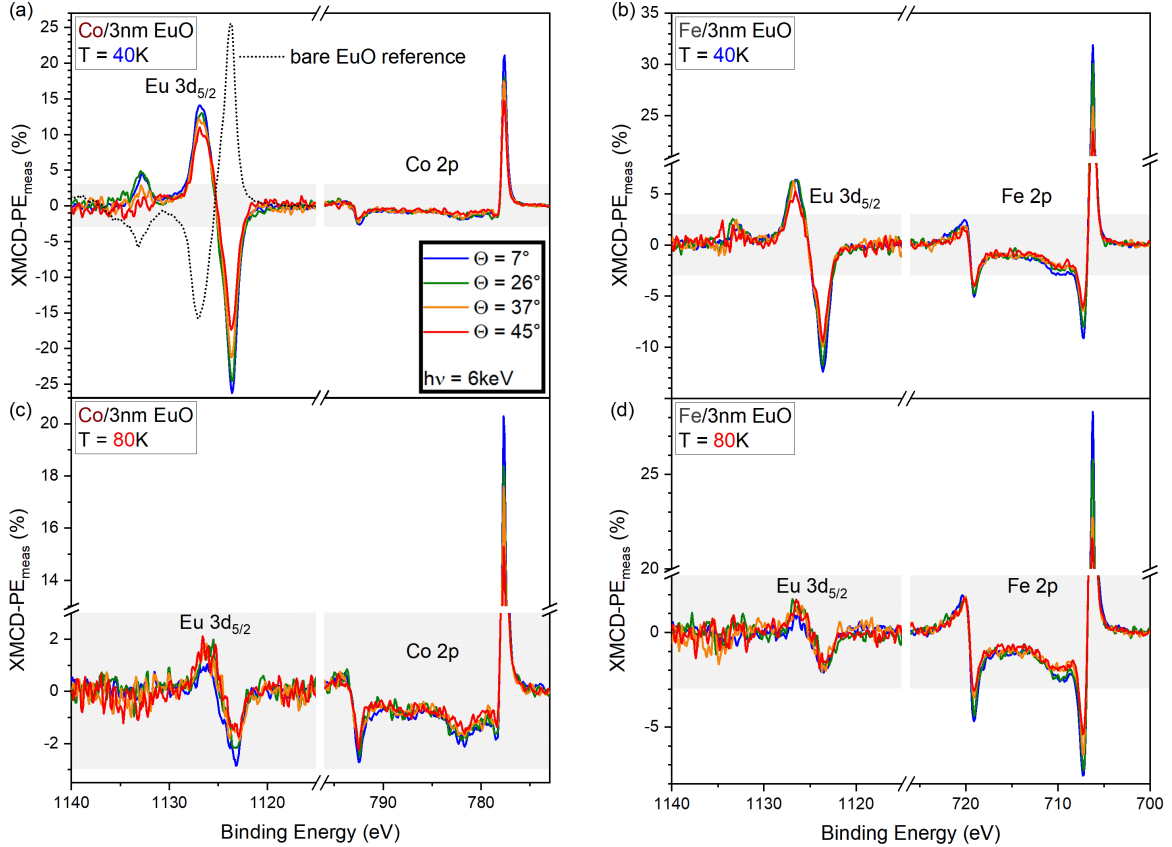 (a)
Co/3nm EuO
T = 40K
bare EuO reference
Eu 3d5/2
Co 2p
Θ = 7°
Θ = 26°
Θ = 37°
Θ = 45°
hν = 6keV
XMCD-PEmeas (%)
25
20
15
10
5
0
-5
-10
-15
-20
-25
(b)
Fe/3nm EuO
T = 40K
Eu 3d5/2
Fe 2p
XMCD-PEmeas (%)
35
30
25
20
15
10
5
0
-5
-10
(c)
Co/3nm EuO
T = 80K
Eu 3d5/2
Co 2p
XMCD-PEmeas (%)
20
18
16
14
2
0
-2
1140
1130
1120
790
780
Binding Energy (eV)
(d)
Fe/3nm EuO
T = 80K
Eu 3d5/2
Fe 2p
XMCD-PEmeas (%)
25
20
0
-5
1140
1130
1120
720
710
700
Binding Energy (eV)